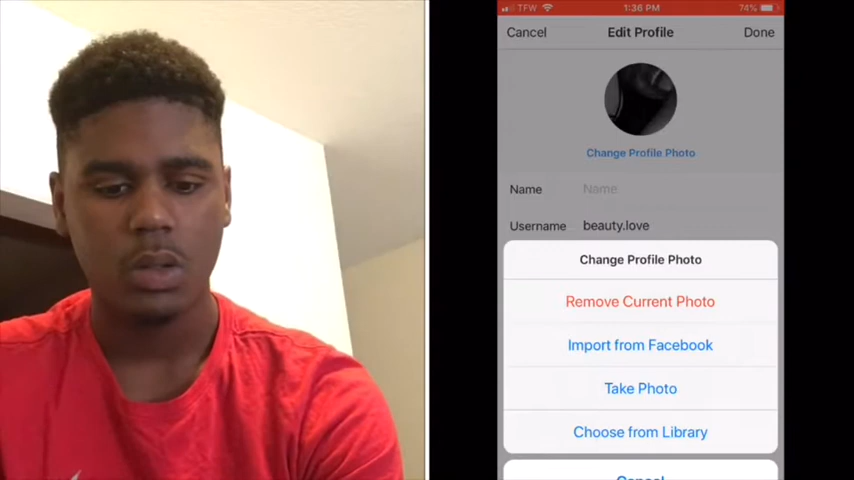 TFW 1:36 PM 74%
Cancel Edit Profile Done
Change Profile Photo
Name Name
Username beauty.love
Change Profile Photo
Remove Current Photo
Import from Facebook
Take Photo
Choose from Library
Cancel